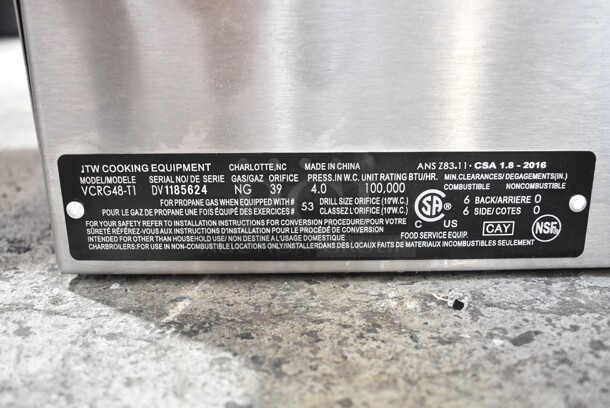 JTW COOKING EQUIPMENT CHARLOTTE,NC MADE IN CHINA ANS Z83.11 · CSA 1.8 - 2016
MODEL/MODELE SERIAL NO/ DE SERIE GAS/GAZ ORIFICE PRESS.IN W.C. UNIT RATING BTU/HR. MIN.CLEARANCES/DEGAGEMENTS(IN.)
VCRG48-T1 DV1185624 NG 39 4.0 100,000 COMBUSTIBLE NONCOMBUSTIBLES
FOR PROPANE GAS WHEN EQUIPPED WITH # 53 DRILL SIZE ORIFICE (10"W.C.) 6 BACK/ARRIERE 0
POUR LE GAZ DE PROPANE UNE FOIS ÉQUIPÉ DES EXERCICES # CLASSEZ L'ORIFICE (10"W.C.) 6 SIDE/COTES 0
SA ® C US
FOR YOUR SAFETY REFER TO INSTALLATION INSTRUCTIONS FOR CONVERSION PROCEDURE/POUR VOTRE
SÛRETÉ RÉFÉREZ-VOUS AUX INSTRUCTIONS D'INSTALLATION POUR LE PROCÉDÉ DE CONVERSION
CAY NSF
INTENDED FOR OTHER THAN HOUSEHOLD USE/ NON DESTINE A L'USAGE DOMESTIQUE FOOD SERVICE EQUIP.
CHARBROILERS:FOR USE IN NON-COMBUSTIBLE LOCATIONS ONLY/INSTALLER DANS DES LOCAUX FAITS DE MATERIAUX INCOMBUSTIBLES SEULEMENT